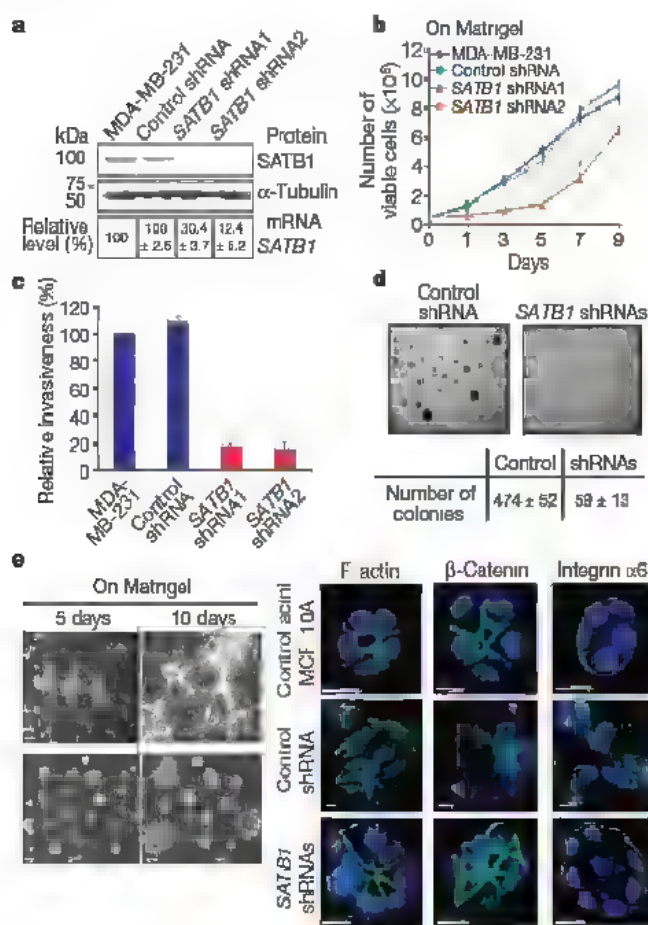 a
MDA-MB-231
Control shRNA
SATB1 shRNA1
SATB1 shRNA2
kDa
Protein
100
SATB1
75
50
α-Tubulin
Relative level (%)
100
100 ± 2.5
30.4 ± 3.7
12.4 ± 5.2
mRNA
SATB1
b
On Matrigel
MDA-MB-231
Control shRNA
SATB1 shRNA1
SATB1 shRNA2
Number of viable cells (×10⁶)
12
10
8
6
4
2
0
0
1
3
5
7
9
Days
c
Relative invasiveness (%)
120
100
80
60
40
20
0
MDA-MB-231
Control shRNA
SATB1 shRNA1
SATB1 shRNA2
d
Control shRNA
SATB1 shRNAs
Control
shRNAs
Number of colonies
474 ± 52
59 ± 13
e
On Matrigel
5 days
10 days
F actin
β-Catenin
Integrin α6
Control acini
MCF 10A
Control shRNA
SATB1 shRNAs